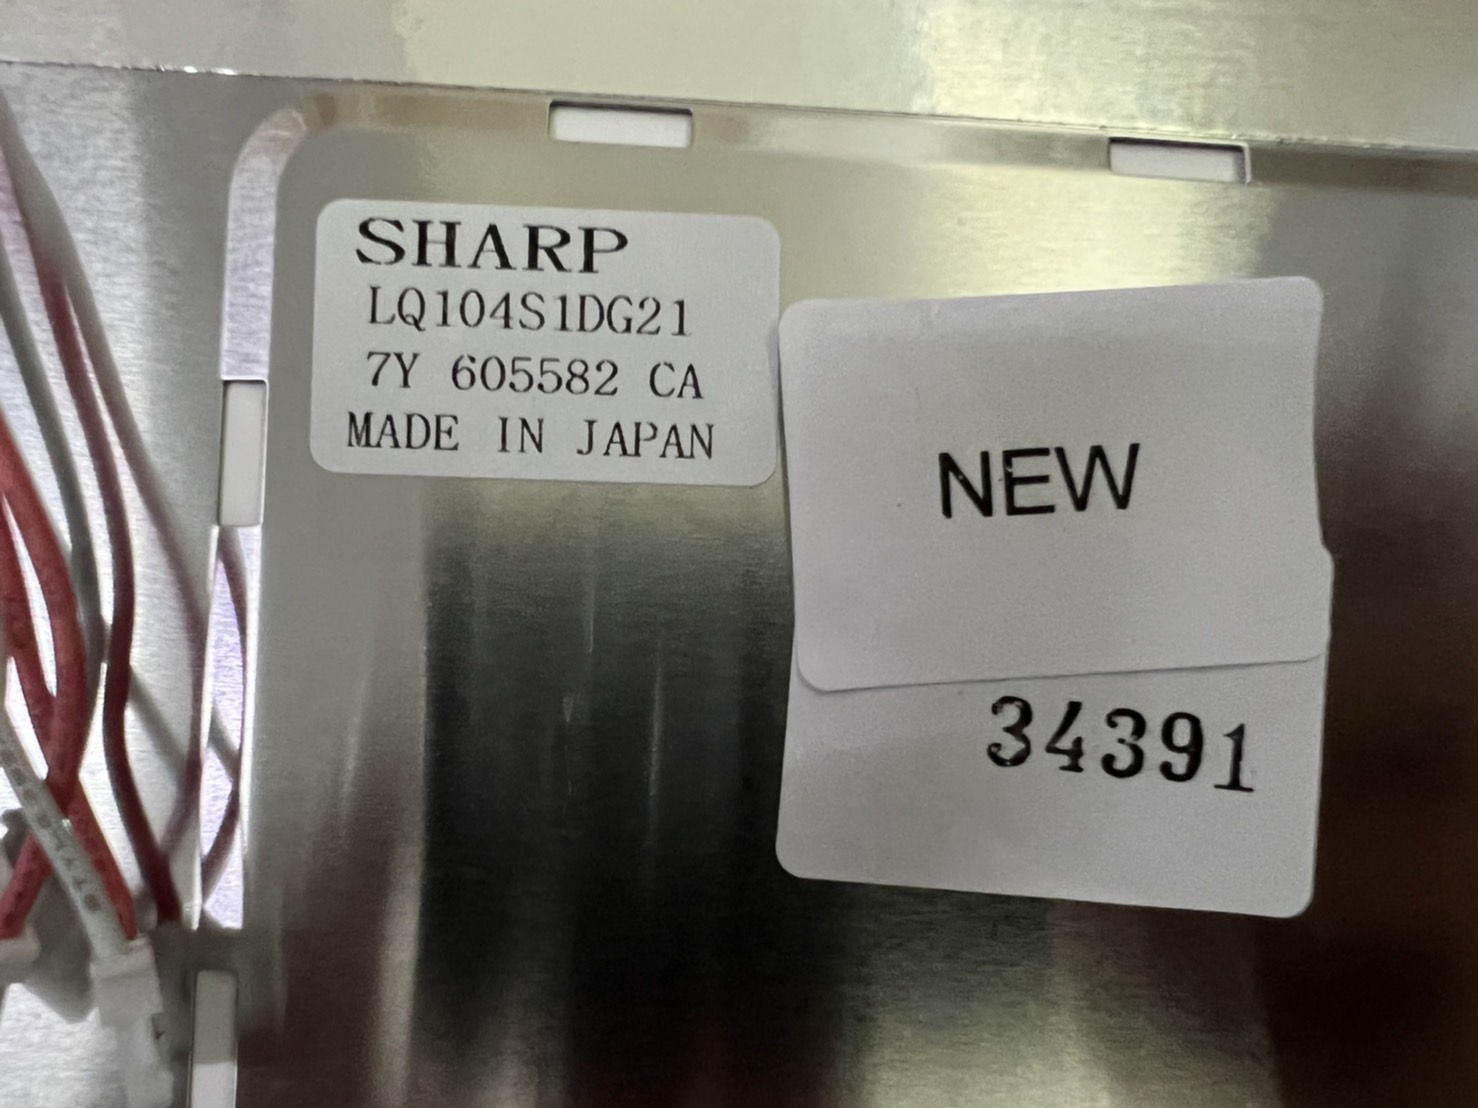 SHARP
LQ104S1DG21
7Y 605582 CA
MADE IN JAPAN
NEW
34391